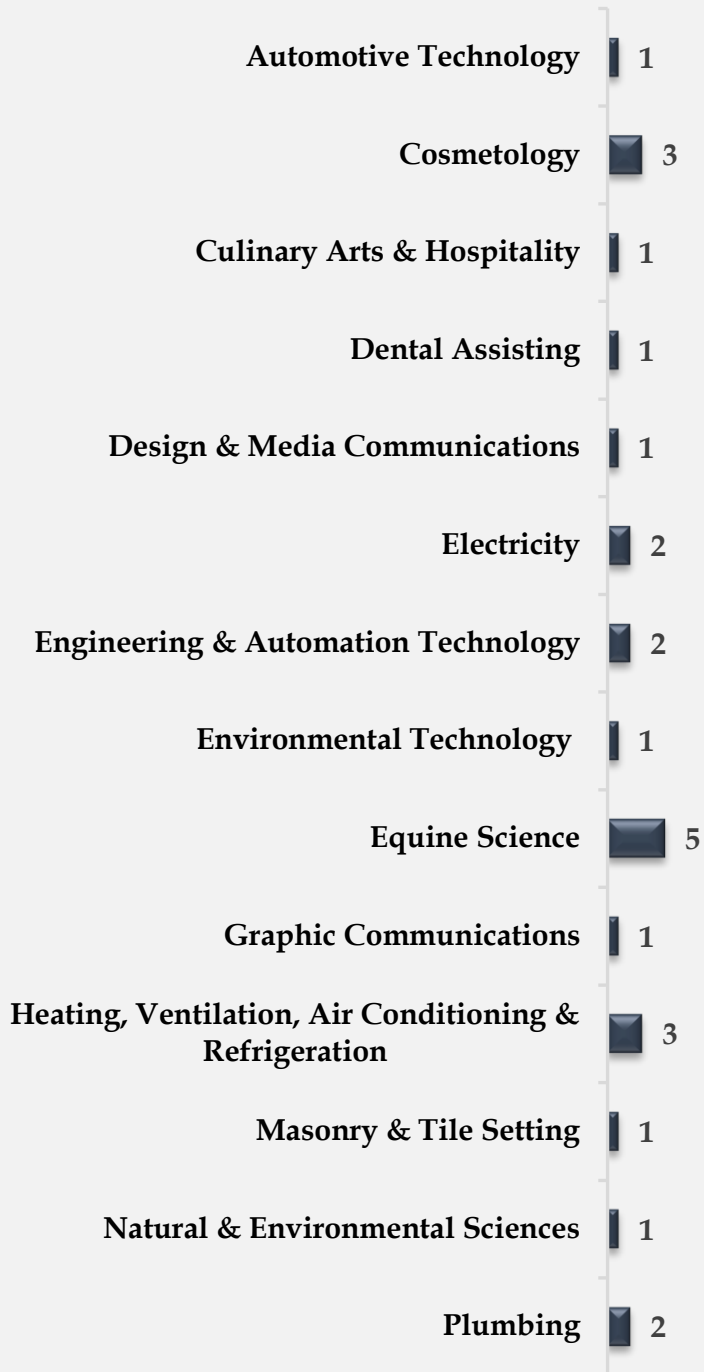 Automotive Technology 1
Cosmetology 3
Culinary Arts & Hospitality 1
Dental Assisting 1
Design & Media Communications 1
Electricity 2
Engineering & Automation Technology 2
Environmental Technology 1
Equine Science 5
Graphic Communications 1
Heating, Ventilation, Air Conditioning &
Refrigeration 3
Masonry & Tile Setting 1
Natural & Environmental Sciences 1
Plumbing 2